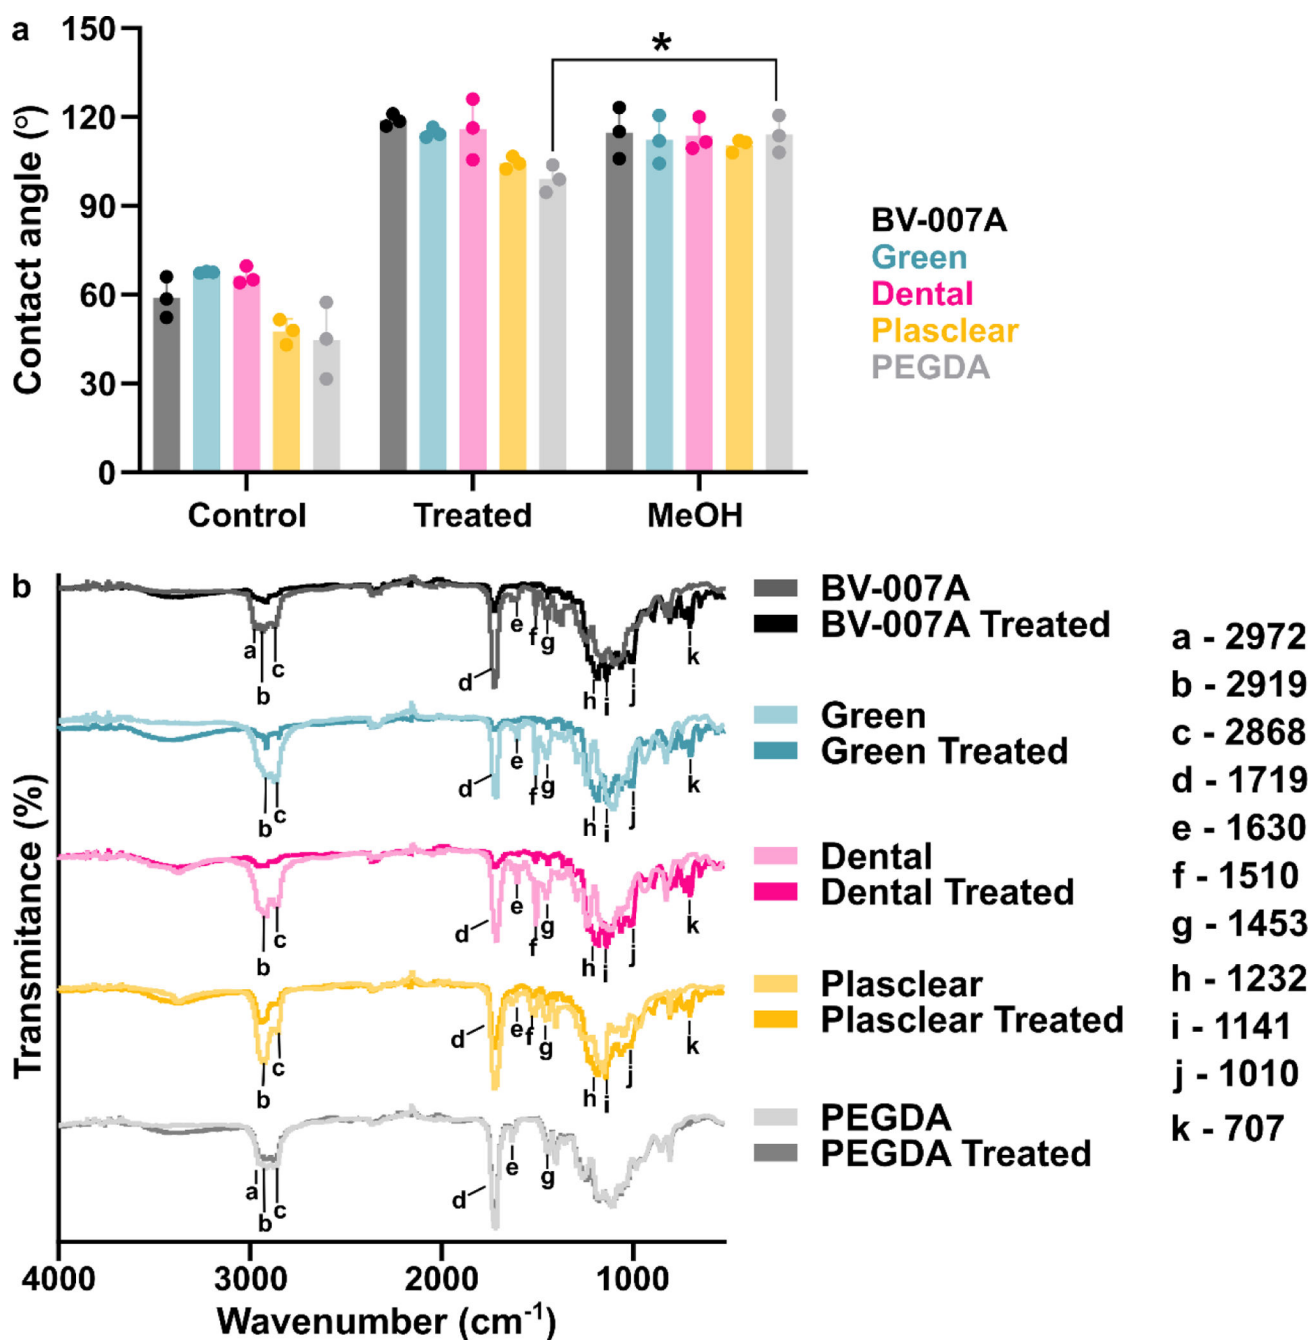 a
150
120
90
60
30
0
Contact angle (°)
*
Control
Treated
MeOH
BV-007A
Green
Dental
Plasclear
PEGDA
b
Transmitance (%)
BV-007A
BV-007A Treated
a
b
c
d
e
f
g
h
i
j
k
Green
Green Treated
b
c
d
e
f
g
h
i
j
k
Dental
Dental Treated
b
c
d
e
f
g
h
i
j
k
Plasclear
Plasclear Treated
b
c
d
e
f
g
h
i
j
k
PEGDA
PEGDA Treated
a
b
c
d
e
g
a - 2972
b - 2919
c - 2868
d - 1719
e - 1630
f - 1510
g - 1453
h - 1232
i - 1141
j - 1010
k - 707
4000
3000
2000
1000
Wavenumber (cm⁻¹)